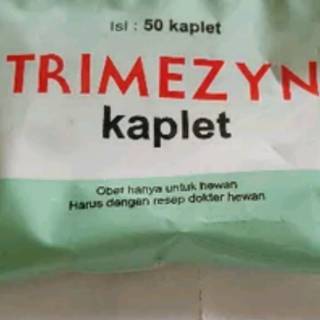 Isi : 50 kaplet
TRIMEZYN
kaplet
Obat hanya untuk hewan
Harus dengan resep dokter hewan